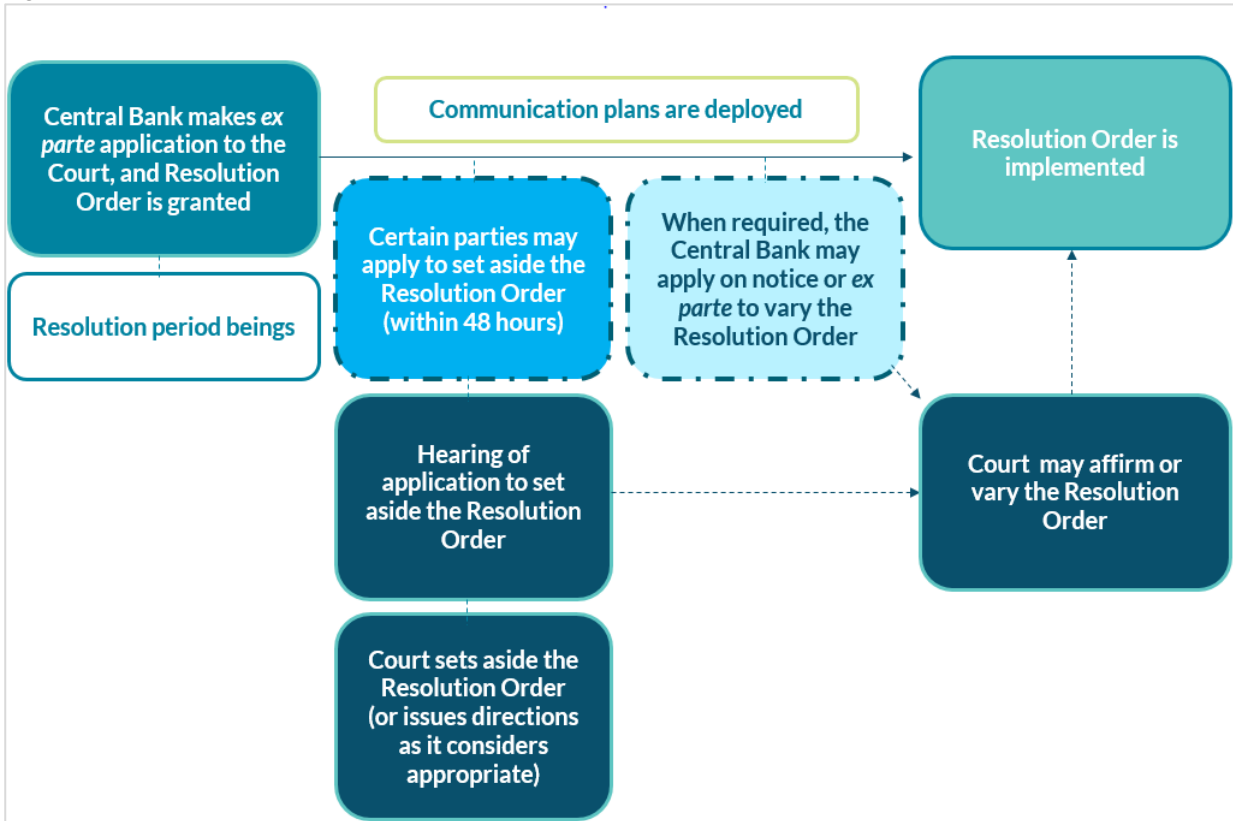 Central Bank makes ex
parte application to the
Court, and Resolution
Order is granted
Communication plans are deployed
Resolution Order is
implemented
Resolution period beings
Certain parties may
apply to set aside the
Resolution Order
(within 48 hours)
When required, the
Central Bank may
apply on notice or ex
parte to vary the
Resolution Order
Hearing of
application to set
aside the Resolution
Order
Court may affirm or
vary the Resolution
Order
Court sets aside the
Resolution Order
(or issues directions
as it considers
appropriate)